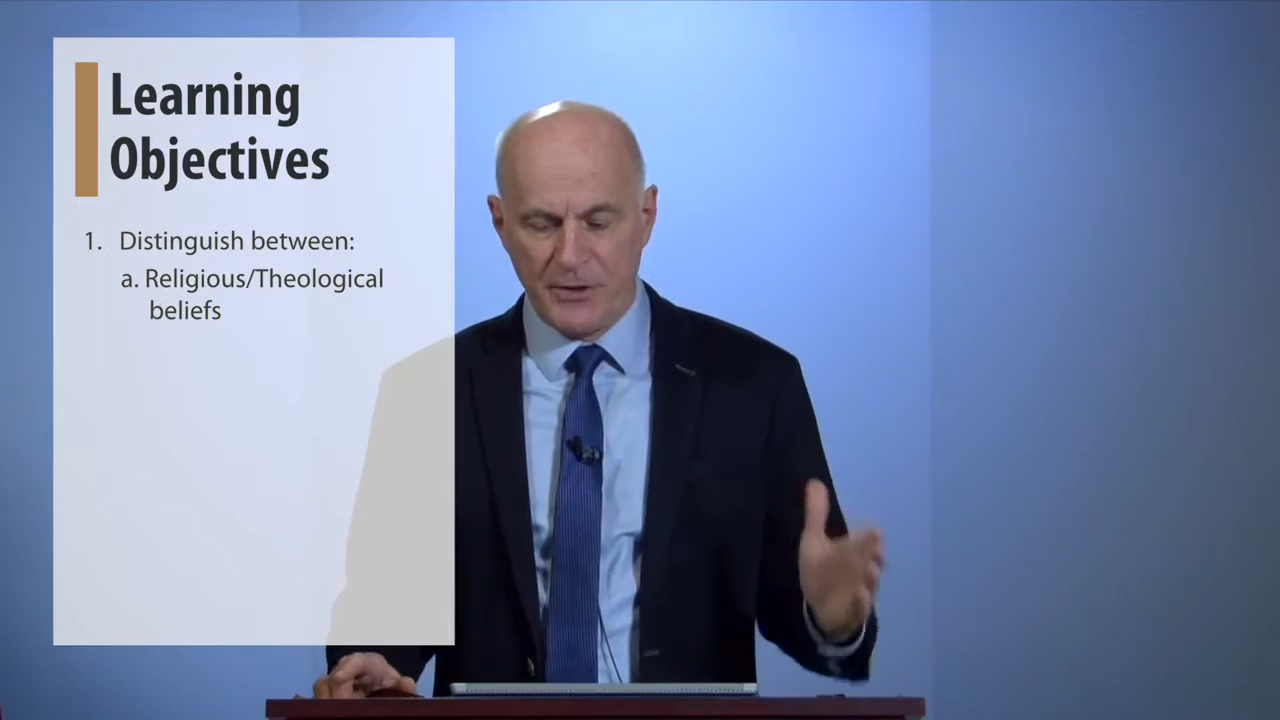 Learning
Objectives
1. Distinguish between:
a. Religious/Theological
beliefs